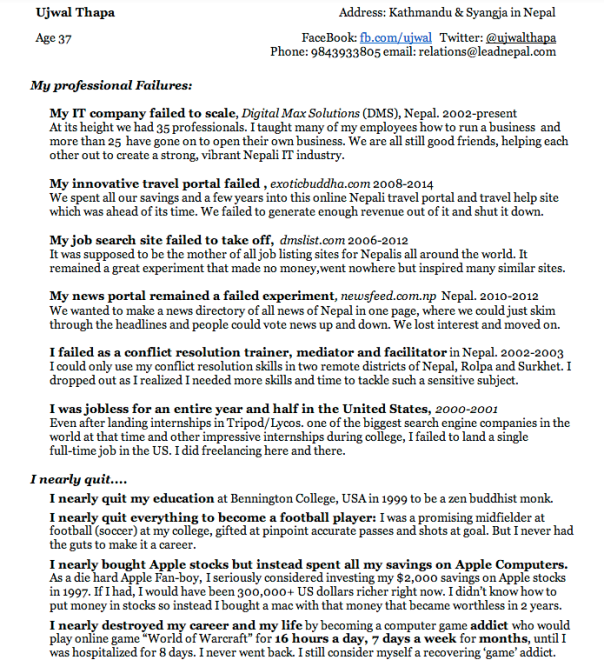 Ujwal Thapa Address: Kathmandu & Syangja in Nepal
Age 37 FaceBook: fb.com/ujwal Twitter: @ujwalthapa
Phone: 9843933805 email: relations@leadnepal.com
My professional Failures:
My IT company failed to scale, Digital Max Solutions (DMS), Nepal. 2002-present
At its height we had 35 professionals. I taught many of my employees how to run a business and
more than 25 have gone on to open their own business. We are all still good friends, helping each
other out to create a strong, vibrant Nepali IT industry.
My innovative travel portal failed , exoticbuddha.com 2008-2014
We spent all our savings and a few years into this online Nepali travel portal and travel help site
which was ahead of its time. We failed to generate enough revenue out of it and shut it down.
My job search site failed to take off, dmslist.com 2006-2012
It was supposed to be the mother of all job listing sites for Nepalis all around the world. It
remained a great experiment that made no money,went nowhere but inspired many similar sites.
My news portal remained a failed experiment, newsfeed.com.np Nepal. 2010-2012
We wanted to make a news directory of all news of Nepal in one page, where we could just skim
through the headlines and people could vote news up and down. We lost interest and moved on.
I failed as a conflict resolution trainer, mediator and facilitator in Nepal. 2002-2003
I could only use my conflict resolution skills in two remote districts of Nepal, Rolpa and Surkhet. I
dropped out as I realized I needed more skills and time to tackle such a sensitive subject.
I was jobless for an entire year and half in the United States, 2000-2001
Even after landing internships in Tripod/Lycos. one of the biggest search engine companies in the
world at that time and other impressive internships during college, I failed to land a single
full-time job in the US. I did freelancing here and there.
I nearly quit....
I nearly quit my education at Bennington College, USA in 1999 to be a zen buddhist monk.
I nearly quit everything to become a football player: I was a promising midfielder at
football (soccer) at my college, gifted at pinpoint accurate passes and shots at goal. But I never had
the guts to make it a career.
I nearly bought Apple stocks but instead spent all my savings on Apple Computers.
As a die hard Apple Fan-boy, I seriously considered investing my $2,000 savings on Apple stocks
in 1997. If I had, I would have been 300,000+ US dollars richer right now. I didn't know how to
put money in stocks so instead I bought a mac with that money that became worthless in 2 years.
I nearly destroyed my career and my life by becoming a computer game addict who would
play online game "World of Warcraft" for 16 hours a day, 7 days a week for months, until I
was hospitalized for 8 days. I never went back. I still consider myself a recovering 'game' addict.